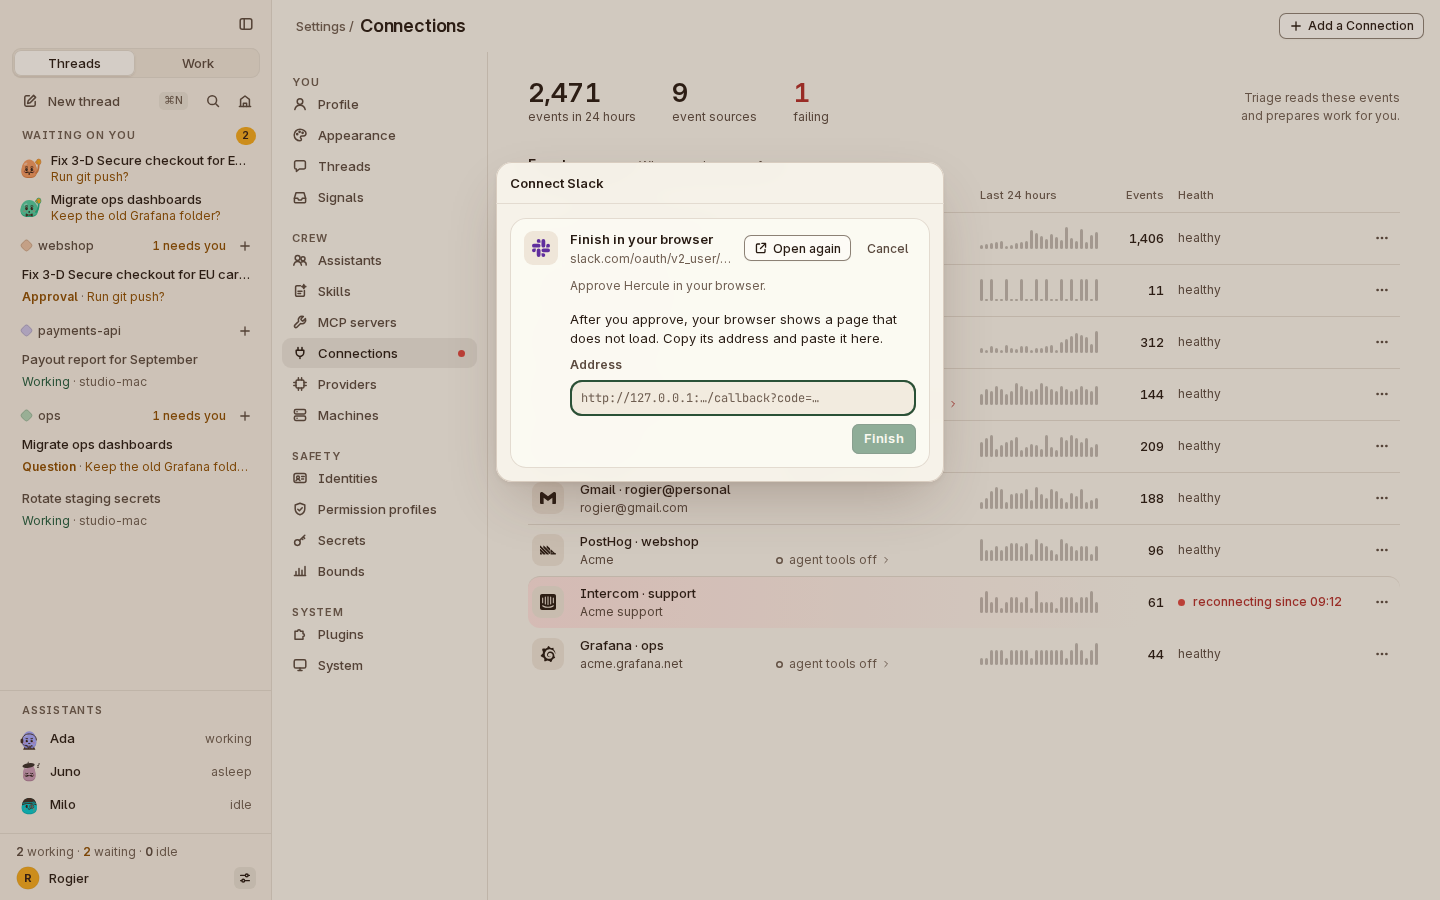 Threads
Work
New thread
⌘N
WAITING ON YOU
2
Fix 3-D Secure checkout for E…
Run git push?
Migrate ops dashboards
Keep the old Grafana folder?
webshop
1 needs you
Fix 3-D Secure checkout for EU car…
Approval · Run git push?
payments-api
Payout report for September
Working · studio-mac
ops
1 needs you
Migrate ops dashboards
Question · Keep the old Grafana fold…
Rotate staging secrets
Working · studio-mac
ASSISTANTS
Ada
working
Juno
asleep
Milo
idle
2 working · 2 waiting · 0 idle
R
Rogier
Settings / Connections
Add a Connection
YOU
Profile
Appearance
Threads
Signals
CREW
Assistants
Skills
MCP servers
Connections
Providers
Machines
SAFETY
Identities
Permission profiles
Secrets
Bounds
SYSTEM
Plugins
System
2,471
events in 24 hours
9
event sources
1
failing
Triage reads these events
and prepares work for you.
Last 24 hours
Events
Health
1,406
healthy
11
healthy
312
healthy
144
healthy
209
healthy
Gmail · rogier@personal
rogier@gmail.com
188
healthy
PostHog · webshop
Acme
agent tools off
96
healthy
Intercom · support
Acme support
61
reconnecting since 09:12
Grafana · ops
acme.grafana.net
agent tools off
44
healthy
Connect Slack
Finish in your browser
slack.com/oauth/v2_user/…
Open again
Cancel
Approve Hercule in your browser.
After you approve, your browser shows a page that
does not load. Copy its address and paste it here.
Address
http://127.0.0.1:…/callback?code=…
Finish